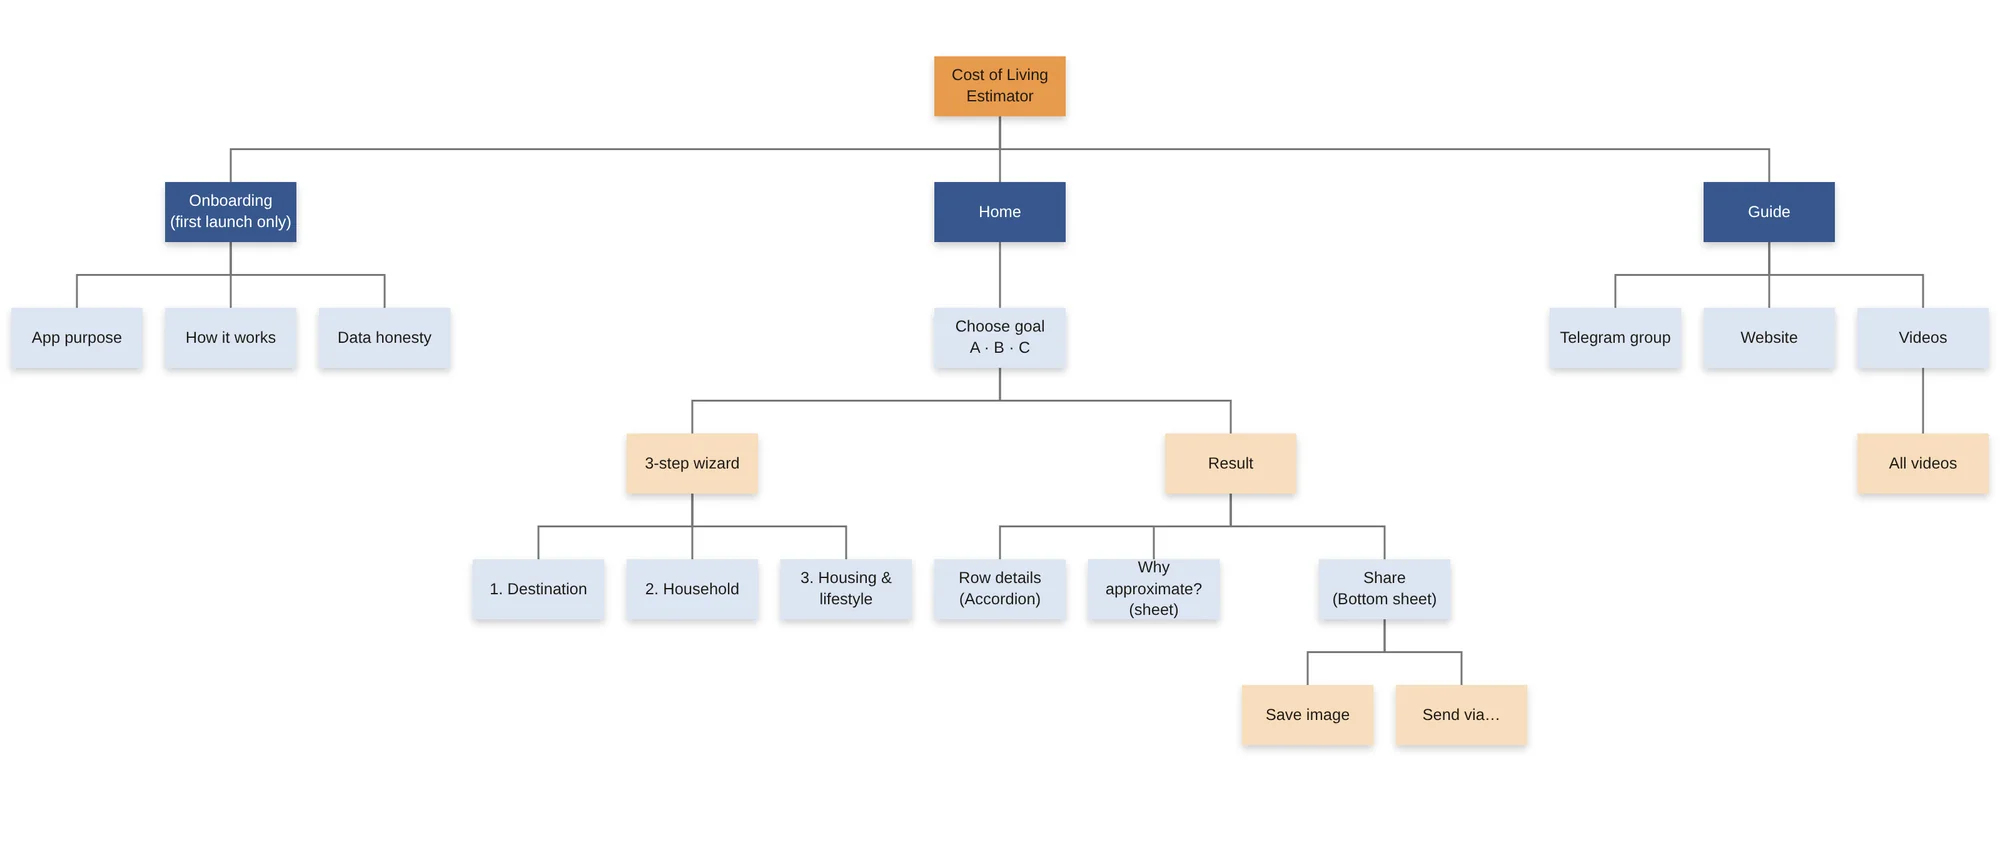 Cost of Living
Estimator
Onboarding
(first launch only)
Home
Guide
App purpose
How it works
Data honesty
Choose goal
A · B · C
Telegram group
Website
Videos
3-step wizard
Result
All videos
1. Destination
2. Household
3. Housing &
lifestyle
Row details
(Accordion)
Why
approximate?
(sheet)
Share
(Bottom sheet)
Save image
Send via…